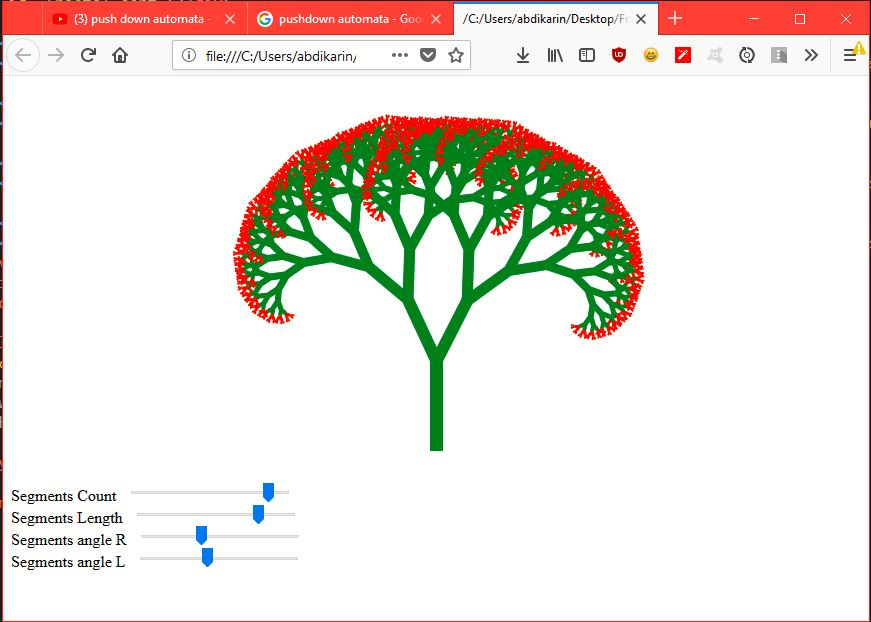 (3) push down automata -
pushdown automata - Goo
/C:/Users/abdikarin/Desktop/Fr
file:///C:/Users/abdikarin/
Segments Count
Segments Length
Segments angle R
Segments angle L